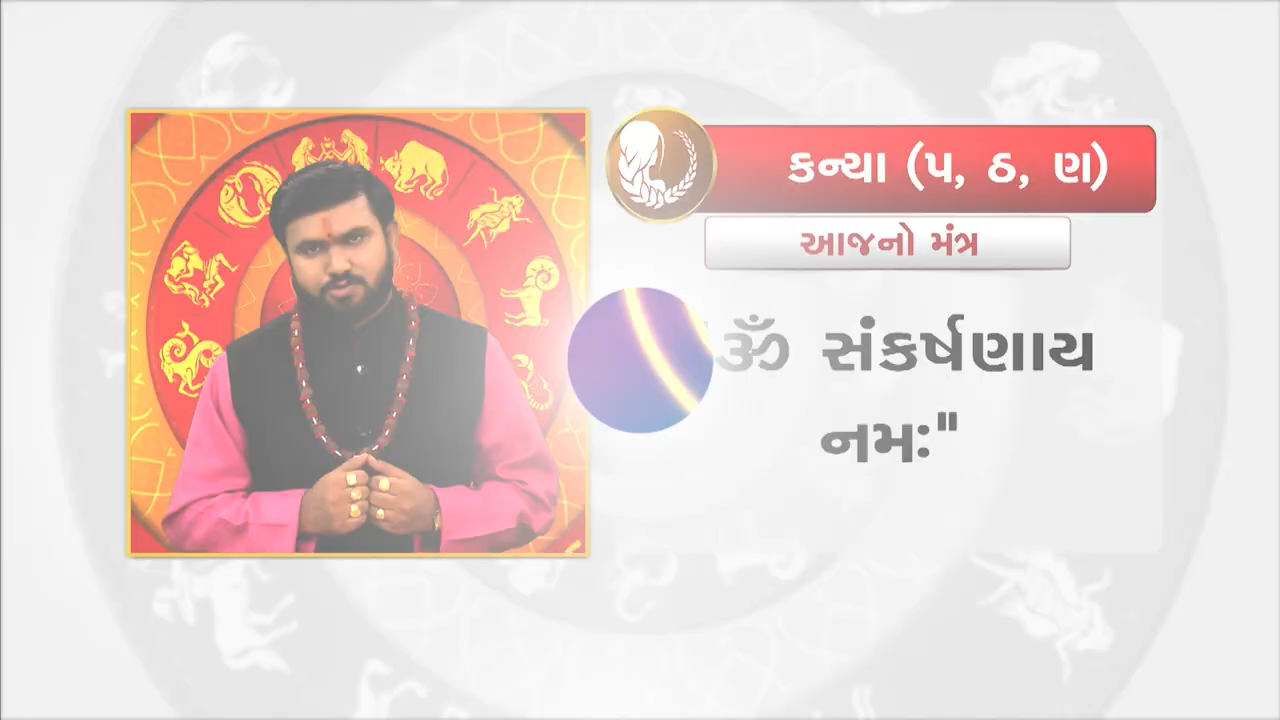 કન્યા (પ, ઠ, ણ)
આજનો મંત્ર
"ૐ સંકર્ષણાય
નમઃ"